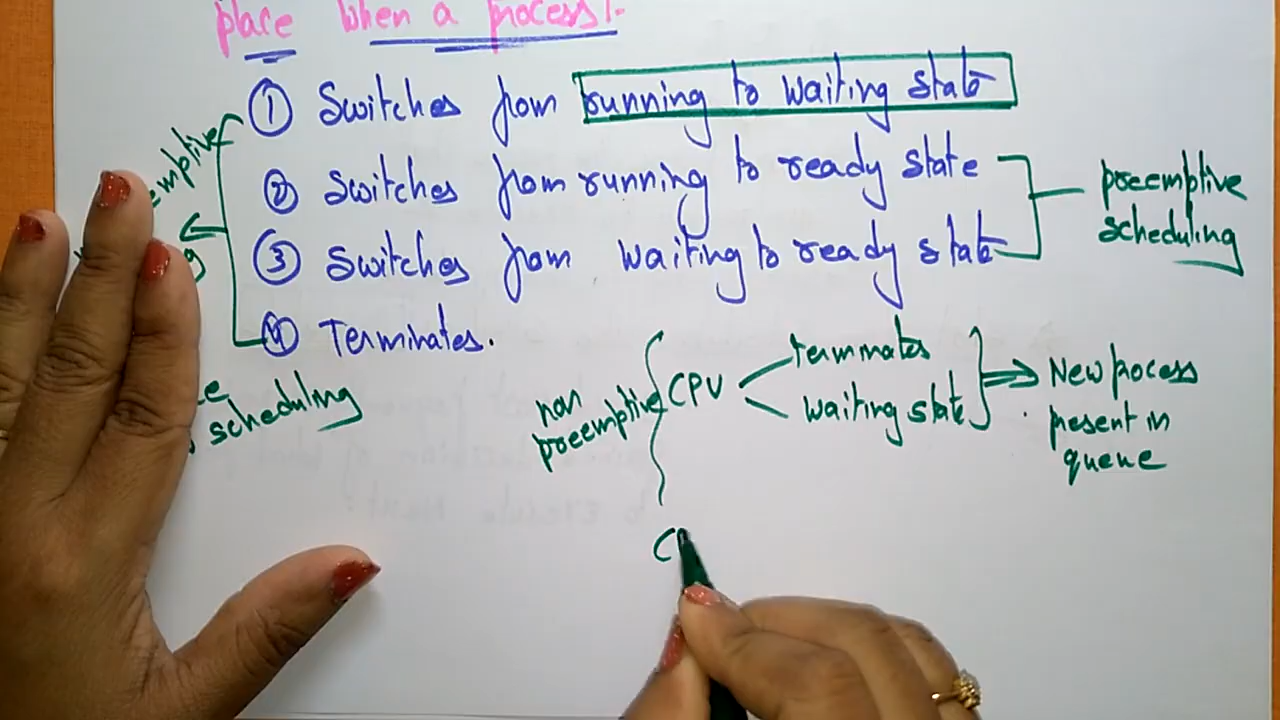 place when a process:-
① Switches from running to waiting state
② Switches from running to ready state
③ Switches from waiting to ready state
④ Terminates.
preemptive
scheduling
scheduling
non
preemptive
CPU
terminates
waiting state
New process
present in
queue